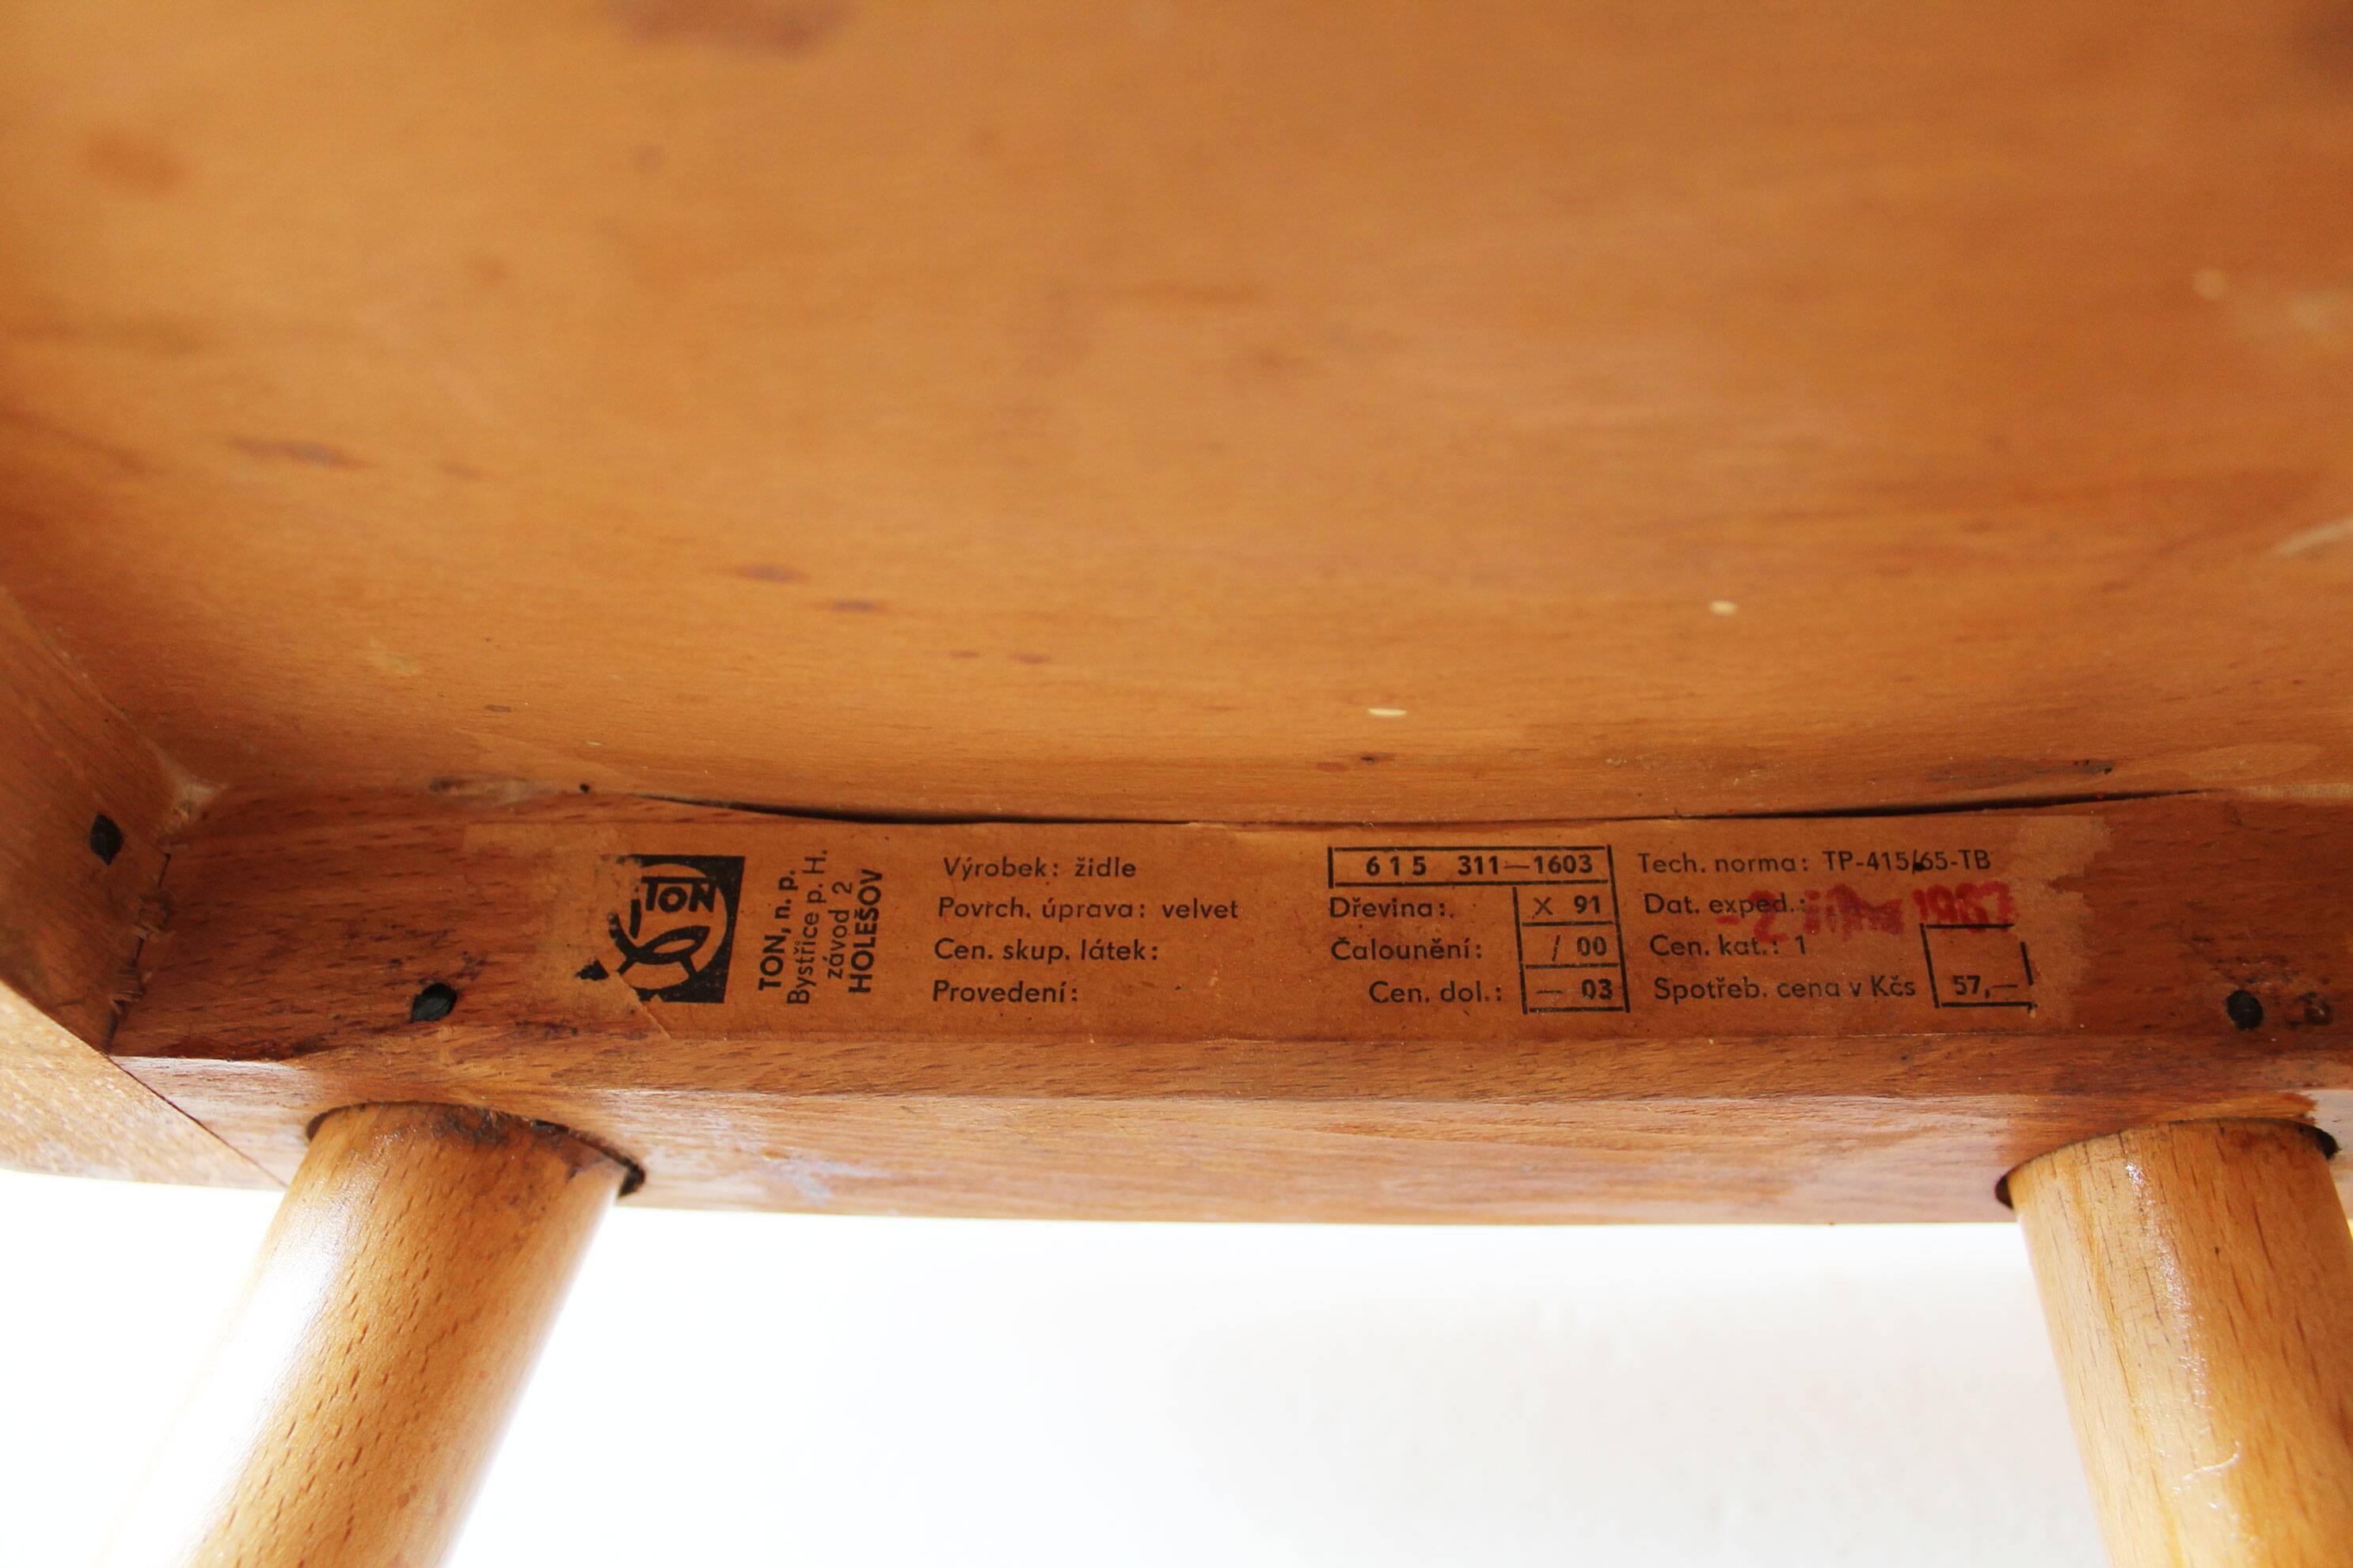 TON
TON, n. p.
Bystřice p. H.
závod 2
HOLEŠOV
Výrobek: židle
Povrch. úprava: velvet
Cen. skup. látek:
Provedení:
615 311—1603
Dřevina: X 91
Čalounění: / 00
Cen. dol.: — 03
Tech. norma: TP-415/65-TB
Dat. exped.: -2
Cen. kat.: 1
Spotřeb. cena v Kčs 57,—